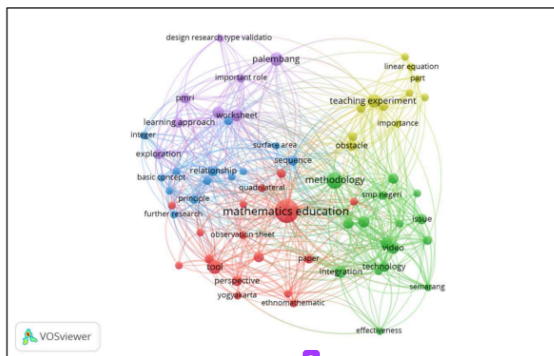 design research type validatio
palembang
linear equation
important role
part
pmri
teaching experiment
worksheet
learning approach
importance
integer
surface area
obstacle
exploration
sequence
relationship
basic concept
methodology
quadrilateral
smp negeri
principle
further research
mathematics education
issue
observation sheet
video
paper
tool
technology
integration
perspective
yogyakarta
ethnomathematic
semarang
effectiveness
VOSviewer